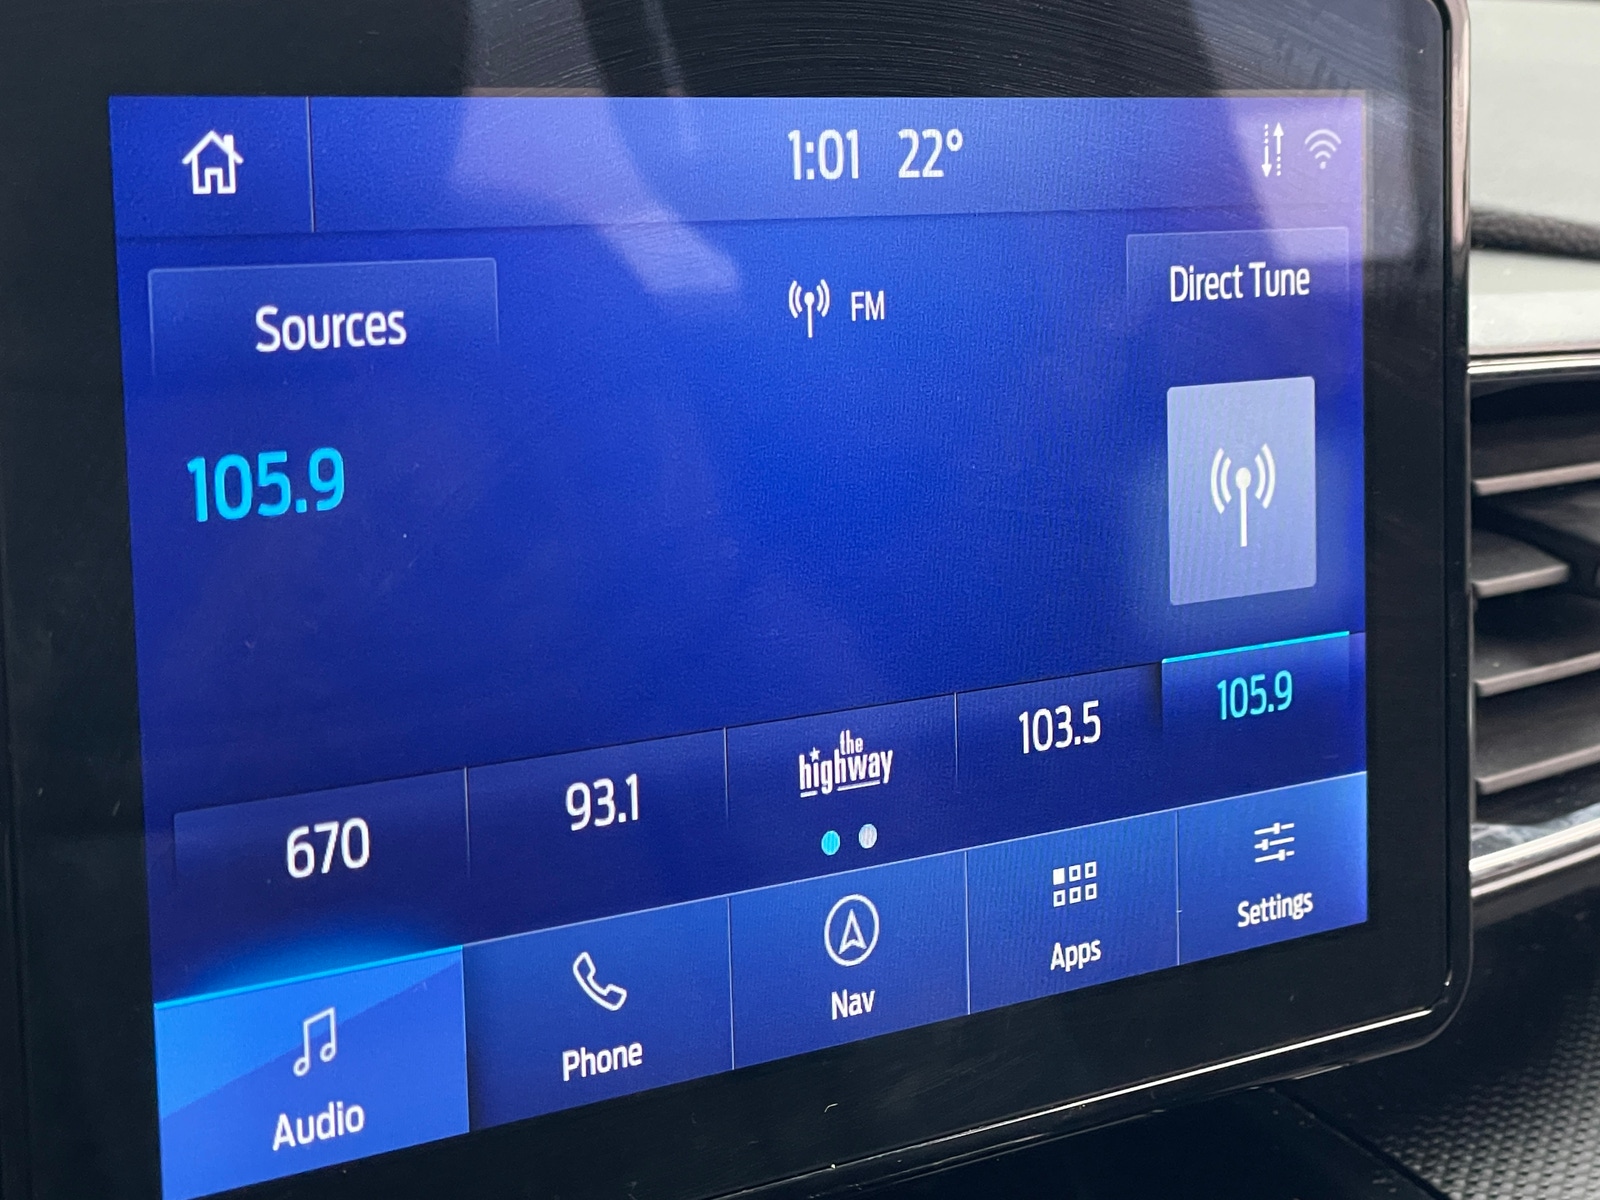 1:01 22°
Sources
FM
Direct Tune
105.9
670
93.1
the
highway
103.5
105.9
Audio
Phone
Nav
Apps
Settings